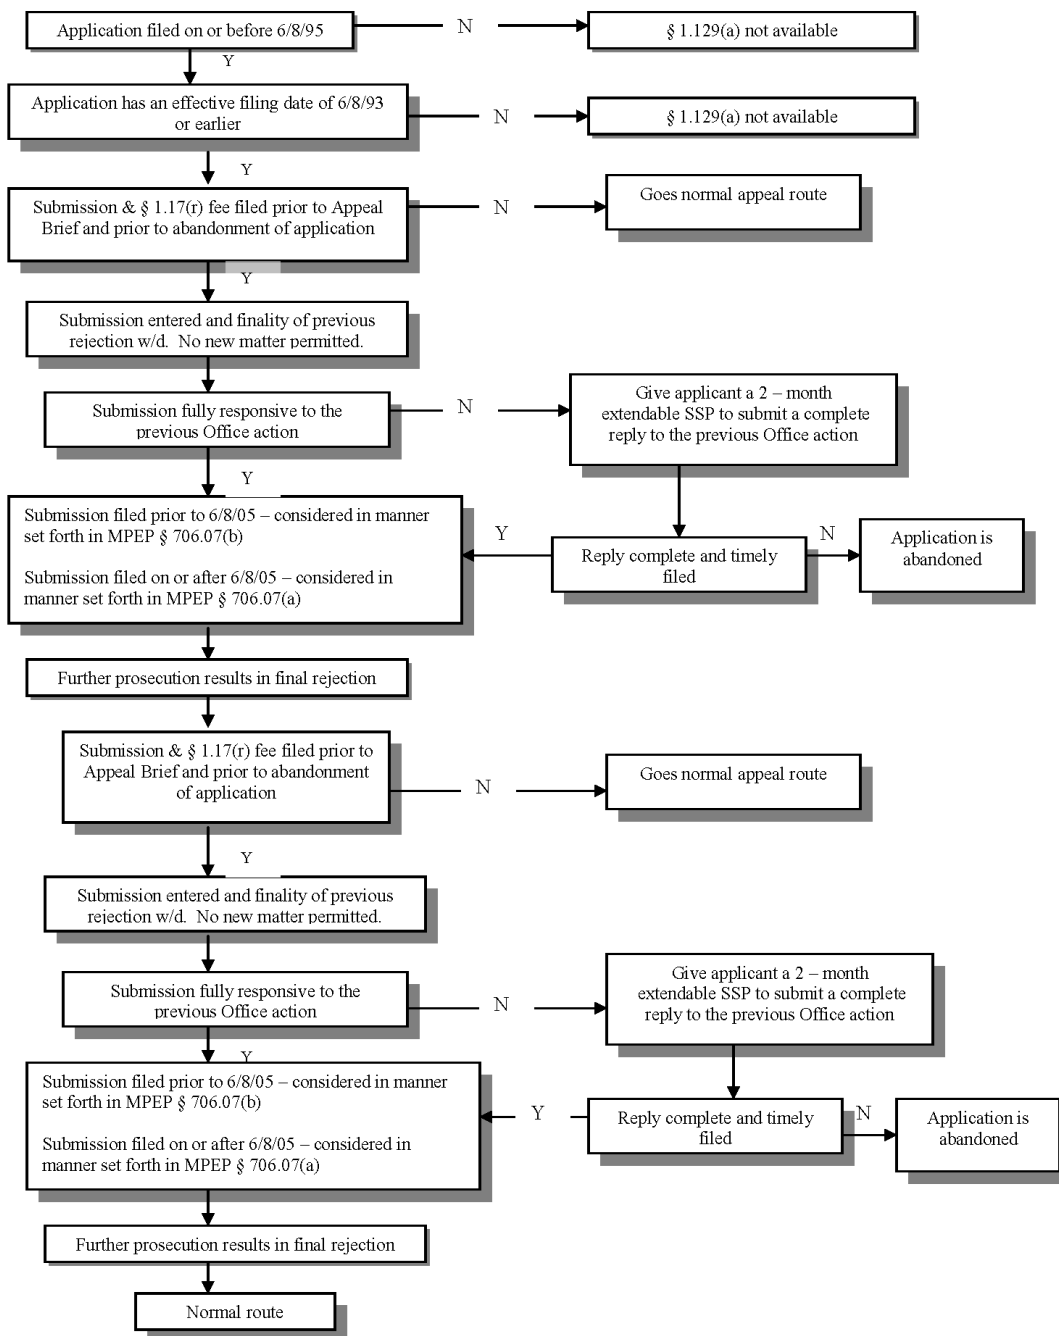 Application filed on or before 6/8/95
N
§ 1.129(a) not available
Y
Application has an effective filing date of 6/8/93
or earlier
N
§ 1.129(a) not available
Y
Submission & § 1.17(r) fee filed prior to Appeal
Brief and prior to abandonment of application
N
Goes normal appeal route
Y
Submission entered and finality of previous
rejection w/d. No new matter permitted.
Submission fully responsive to the
previous Office action
N
Give applicant a 2 – month
extendable SSP to submit a complete
reply to the previous Office action
Y
Submission filed prior to 6/8/05 – considered in manner
set forth in MPEP § 706.07(b)
Submission filed on or after 6/8/05 – considered in
manner set forth in MPEP § 706.07(a)
Y
Reply complete and timely
filed
N
Application is
abandoned
Further prosecution results in final rejection
Submission & § 1.17(r) fee filed prior to
Appeal Brief and prior to abandonment
of application
N
Goes normal appeal route
Y
Submission entered and finality of previous
rejection w/d. No new matter permitted.
Submission fully responsive to the
previous Office action
N
Give applicant a 2 – month
extendable SSP to submit a complete
reply to the previous Office action
Y
Submission filed prior to 6/8/05 – considered in manner
set forth in MPEP § 706.07(b)
Submission filed on or after 6/8/05 – considered in
manner set forth in MPEP § 706.07(a)
Y
Reply complete and timely
filed
N
Application is
abandoned
Further prosecution results in final rejection
Normal route